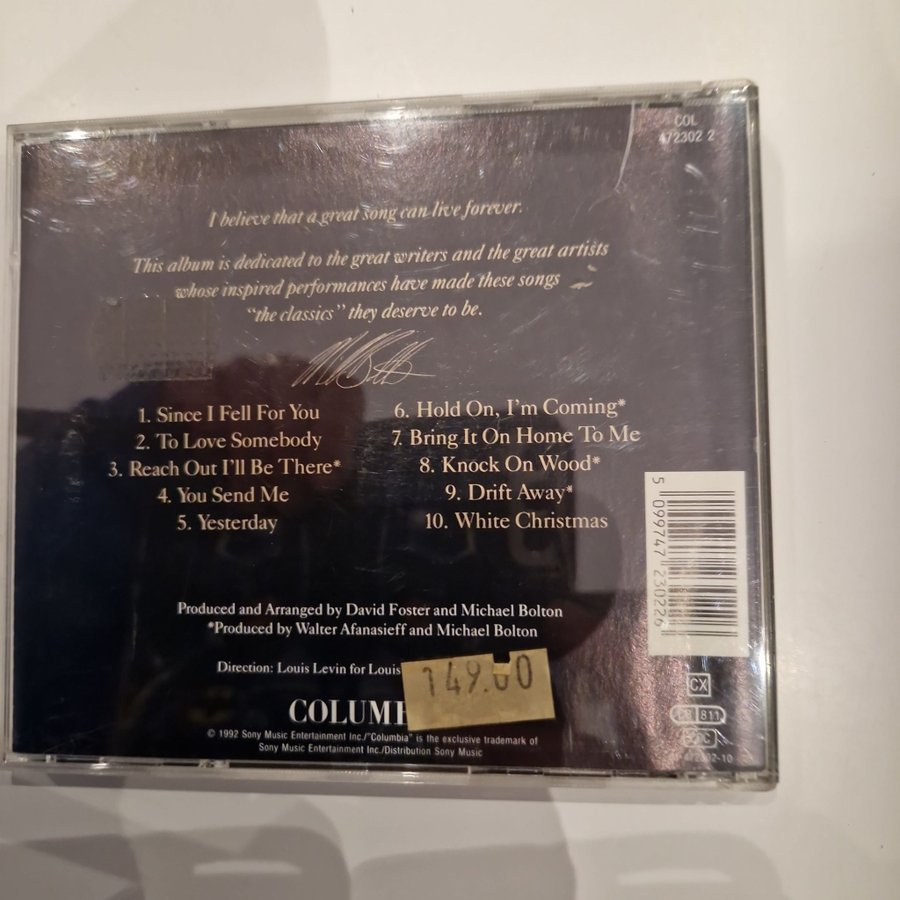 COL
472302 2
I believe that a great song can live forever.
This album is dedicated to the great writers and the great artists
whose inspired performances have made these songs
"the classics" they deserve to be.
1. Since I Fell For You
2. To Love Somebody
3. Reach Out I'll Be There*
4. You Send Me
5. Yesterday
6. Hold On, I'm Coming*
7. Bring It On Home To Me
8. Knock On Wood*
9. Drift Away*
10. White Christmas
5 099747 230226
Produced and Arranged by David Foster and Michael Bolton
*Produced by Walter Afanasieff and Michael Bolton
Direction: Louis Levin for Louis
149.00
COLUM
© 1992 Sony Music Entertainment Inc./"Columbia" is the exclusive trademark of
Sony Music Entertainment Inc./Distribution Sony Music
CX
811